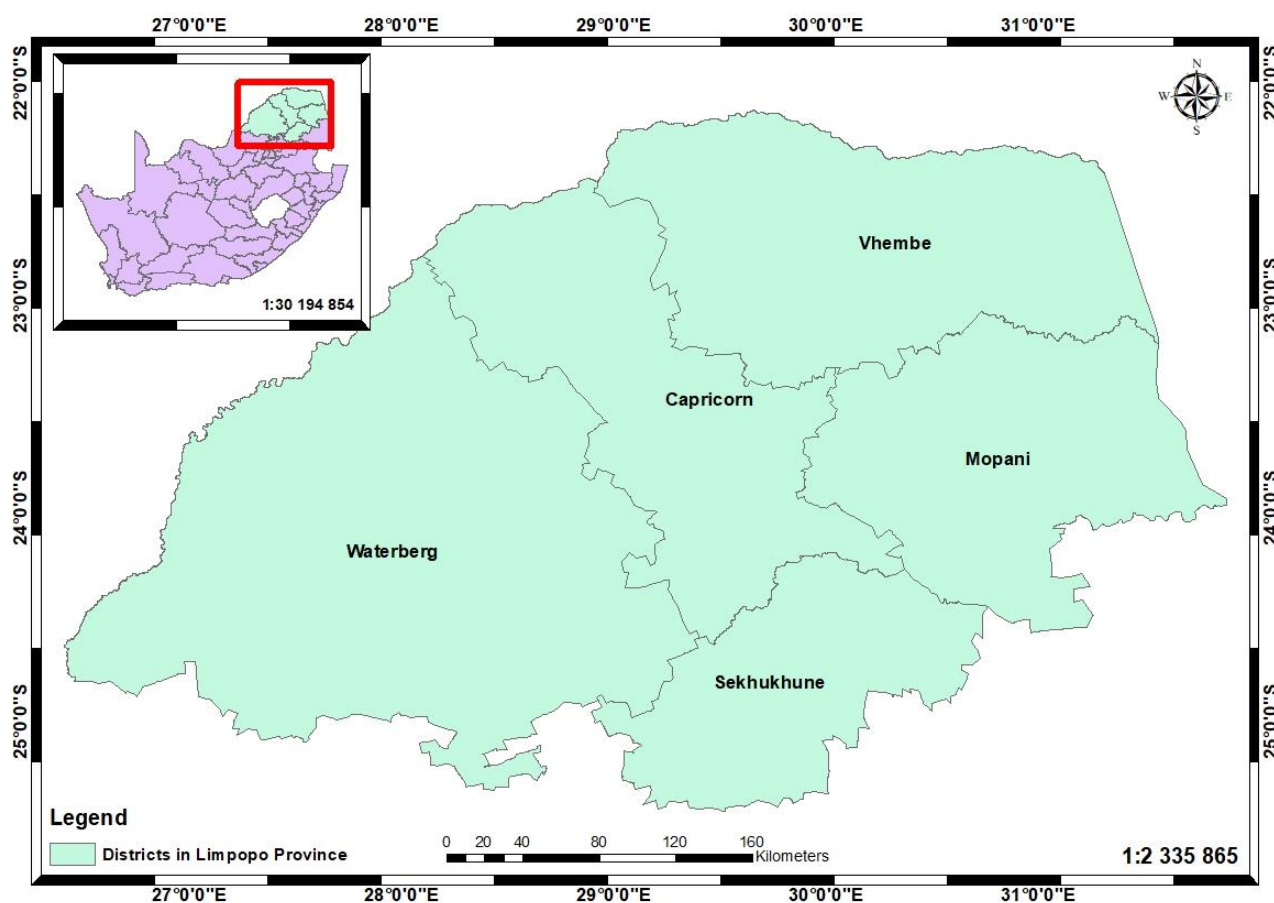 27°0'0"E 28°0'0"E 29°0'0"E 30°0'0"E 31°0'0"E
22°0'0"S
22°0'0"S
N
W E
S
1:30 194 854
Vhembe
23°0'0"S
23°0'0"S
Capricorn
Mopani
24°0'0"S
24°0'0"S
Waterberg
Sekhukhune
25°0'0"S
25°0'0"S
Legend
Districts in Limpopo Province
0 20 40 80 120 160
Kilometers
1:2 335 865
27°0'0"E 28°0'0"E 29°0'0"E 30°0'0"E 31°0'0"E